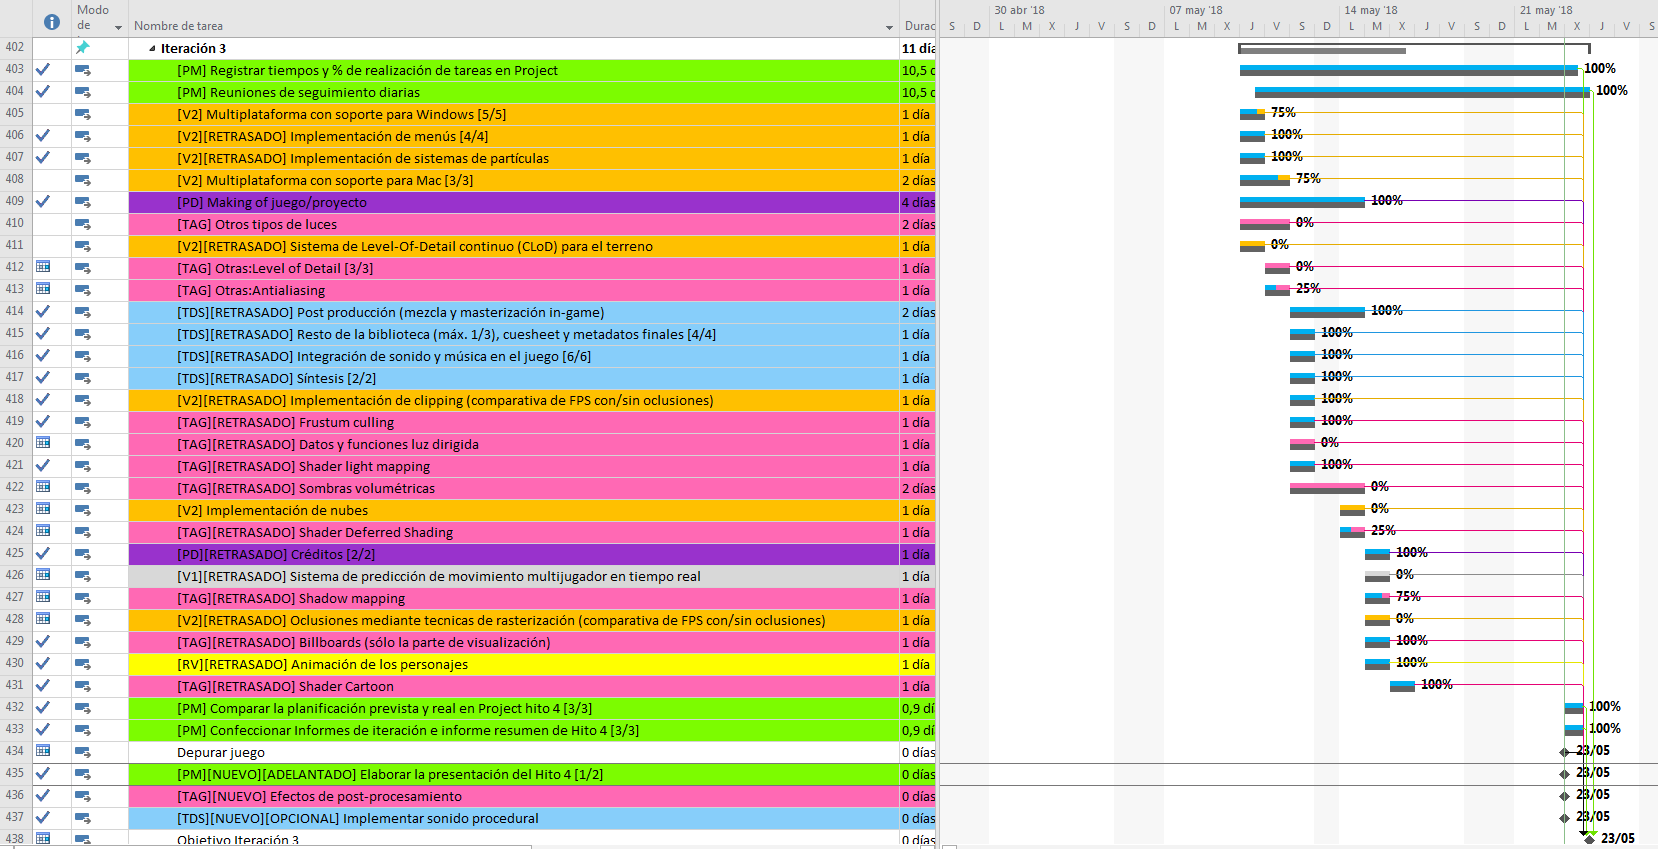 Modo de
Nombre de tarea
Durac
30 abr '18 07 may '18 14 may '18 21 may '18
S D L M X J V S D L M X J V S D L M X J V S D L M X J V S
402 Iteración 3 11 día
403 [PM] Registrar tiempos y % de realización de tareas en Project 10,5 d 100%
404 [PM] Reuniones de seguimiento diarias 10,5 d 100%
405 [V2] Multiplataforma con soporte para Windows [5/5] 1 día 75%
406 [V2][RETRASADO] Implementación de menús [4/4] 1 día 100%
407 [V2][RETRASADO] Implementación de sistemas de partículas 1 día 100%
408 [V2] Multiplataforma con soporte para Mac [3/3] 2 días 75%
409 [PD] Making of juego/proyecto 4 días 100%
410 [TAG] Otros tipos de luces 2 días 0%
411 [V2][RETRASADO] Sistema de Level-Of-Detail continuo (CLoD) para el terreno 1 día 0%
412 [TAG] Otras:Level of Detail [3/3] 1 día 0%
413 [TAG] Otras:Antialiasing 1 día 25%
414 [TDS][RETRASADO] Post producción (mezcla y masterización in-game) 2 días 100%
415 [TDS][RETRASADO] Resto de la biblioteca (máx. 1/3), cuesheet y metadatos finales [4/4] 1 día 100%
416 [TDS][RETRASADO] Integración de sonido y música en el juego [6/6] 1 día 100%
417 [TDS][RETRASADO] Síntesis [2/2] 1 día 100%
418 [V2][RETRASADO] Implementación de clipping (comparativa de FPS con/sin oclusiones) 1 día 100%
419 [TAG][RETRASADO] Frustum culling 1 día 100%
420 [TAG][RETRASADO] Datos y funciones luz dirigida 1 día 0%
421 [TAG][RETRASADO] Shader light mapping 1 día 100%
422 [TAG][RETRASADO] Sombras volumétricas 2 días 0%
423 [V2] Implementación de nubes 1 día 0%
424 [TAG][RETRASADO] Shader Deferred Shading 1 día 25%
425 [PD][RETRASADO] Créditos [2/2] 1 día 100%
426 [V1][RETRASADO] Sistema de predicción de movimiento multijugador en tiempo real 1 día 0%
427 [TAG][RETRASADO] Shadow mapping 1 día 75%
428 [V2][RETRASADO] Oclusiones mediante tecnicas de rasterización (comparativa de FPS con/sin oclusiones) 1 día 0%
429 [TAG][RETRASADO] Billboards (sólo la parte de visualización) 1 día 100%
430 [RV][RETRASADO] Animación de los personajes 1 día 100%
431 [TAG][RETRASADO] Shader Cartoon 1 día 100%
432 [PM] Comparar la planificación prevista y real en Project hito 4 [3/3] 0,9 d 100%
433 [PM] Confeccionar Informes de iteración e informe resumen de Hito 4 [3/3] 0,9 d 100%
434 Depurar juego 0 días 23/05
435 [PM][NUEVO][ADELANTADO] Elaborar la presentación del Hito 4 [1/2] 0 días 23/05
436 [TAG][NUEVO] Efectos de post-procesamiento 0 días 23/05
437 [TDS][NUEVO][OPCIONAL] Implementar sonido procedural 0 días 23/05
438 Objetivo Iteración 3 0 días 23/05